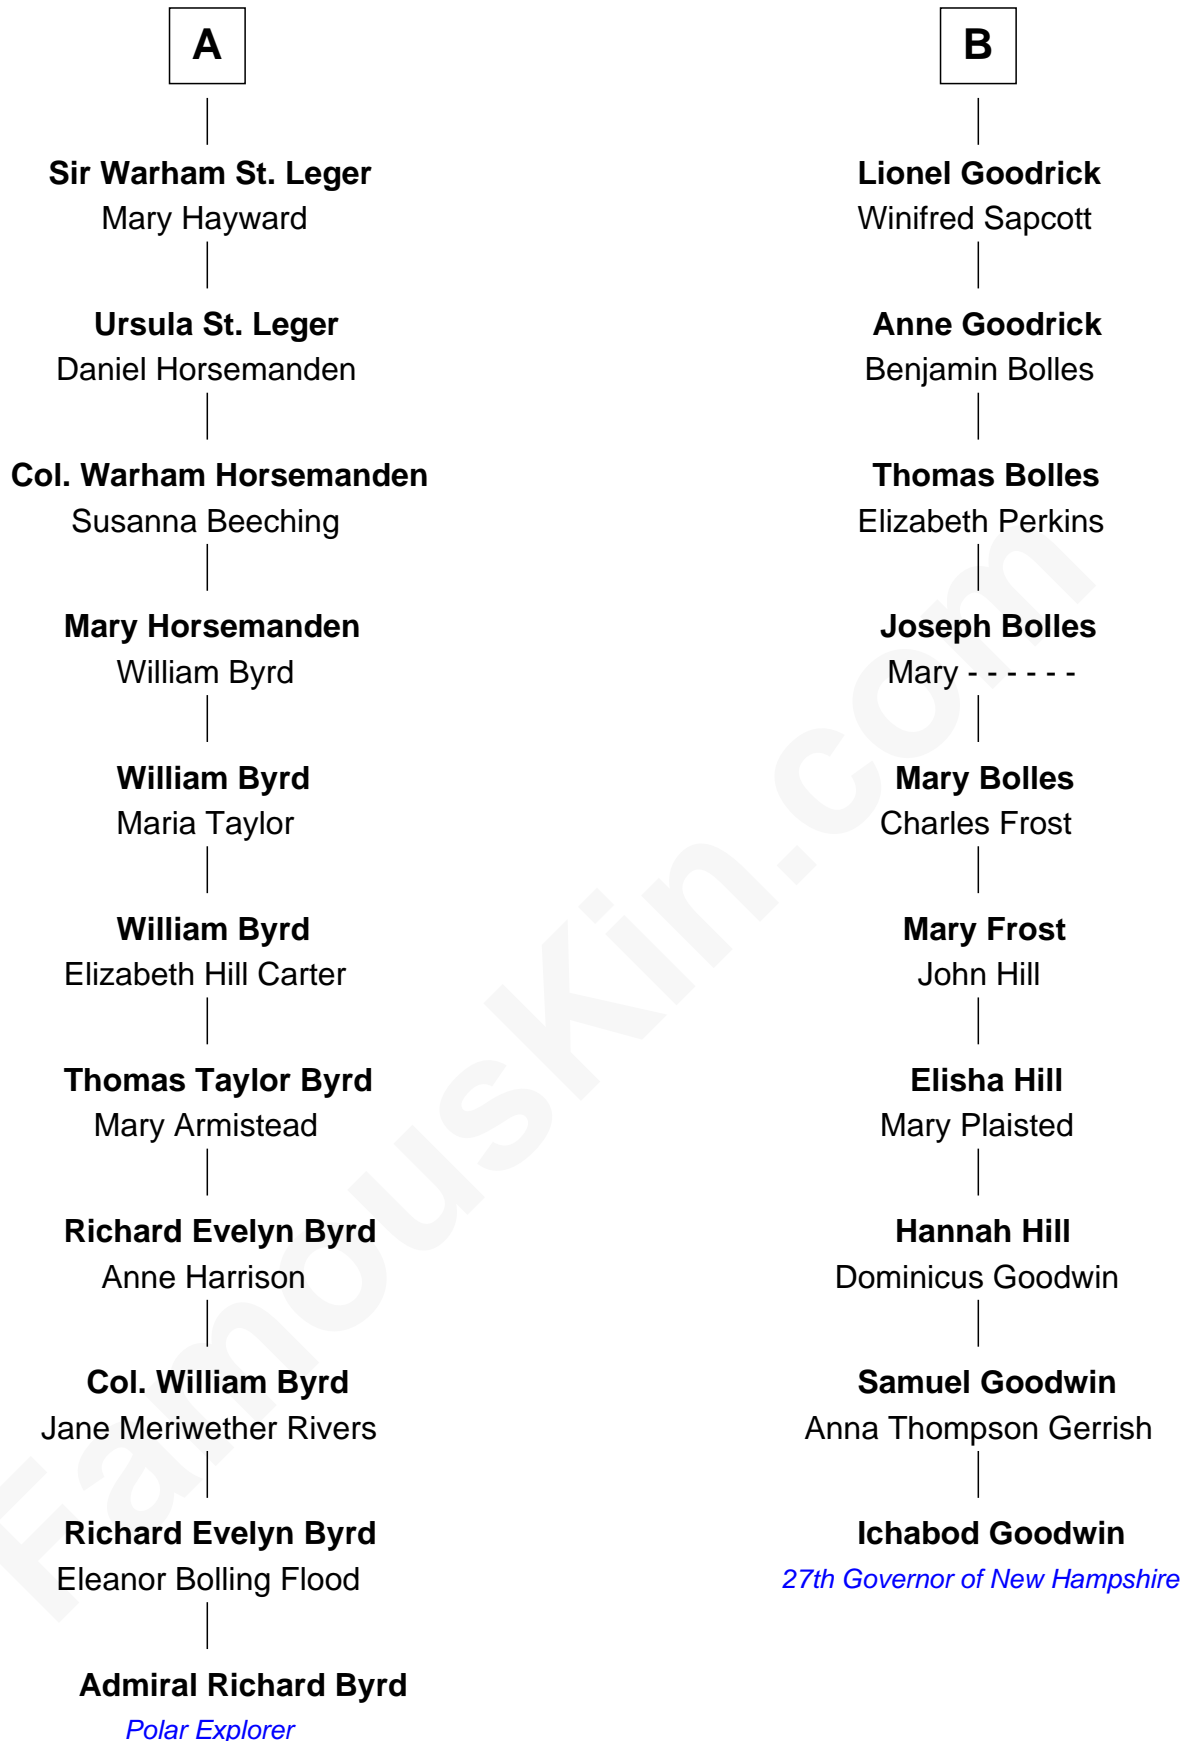 A
Sir Warham St. Leger
Mary Hayward
Ursula St. Leger
Daniel Horsemanden
Col. Warham Horsemanden
Susanna Beeching
Mary Horsemanden
William Byrd
William Byrd
Maria Taylor
William Byrd
Elizabeth Hill Carter
Thomas Taylor Byrd
Mary Armistead
Richard Evelyn Byrd
Anne Harrison
Col. William Byrd
Jane Meriwether Rivers
Richard Evelyn Byrd
Eleanor Bolling Flood
Admiral Richard Byrd
Polar Explorer
B
Lionel Goodrick
Winifred Sapcott
Anne Goodrick
Benjamin Bolles
Thomas Bolles
Elizabeth Perkins
Joseph Bolles
Mary - - - - - -
Mary Bolles
Charles Frost
Mary Frost
John Hill
Elisha Hill
Mary Plaisted
Hannah Hill
Dominicus Goodwin
Samuel Goodwin
Anna Thompson Gerrish
Ichabod Goodwin
27th Governor of New Hampshire
FamousKin.com